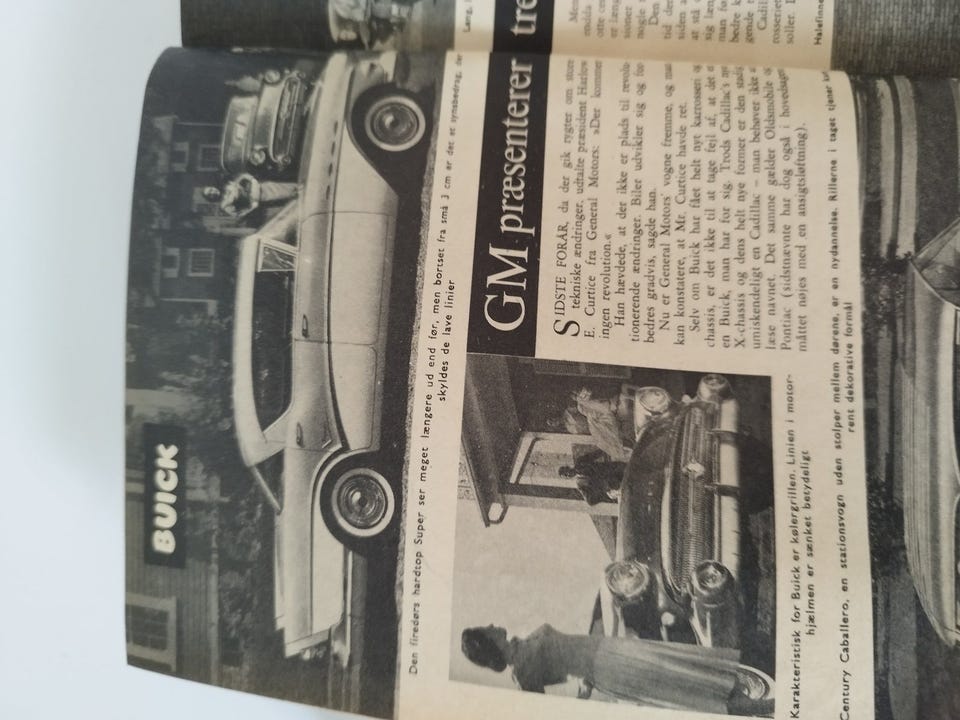 BUICK
Den firedørs hardtop Super ser meget længere ud end før, men bortset fra små 3 cm er det et synsbedrag, der
skyldes de lave linier
GM præsenterer tre
SIDSTE FORÅR, da der gik rygter om store
tekniske ændringer, udtalte præsident Harlow
E. Curtice fra General Motors: »Der kommer
ingen revolution.«
Han hævdede, at der ikke er plads til revolu-
tionerende ændringer. Biler udvikler sig og for-
bedres gradvis, sagde han.
Nu er General Motors' vogne fremme, og man
kan konstatere, at Mr. Curtice havde ret.
Selv om Buick har fået helt nyt karrosseri og
chassis, er det ikke til at tage fejl af, at det er
en Buick, man har for sig. Trods Cadillac's nye
X-chassis og dens helt nye former er den stadig
umiskendeligt en Cadillac – man behøver ikke at
læse navnet. Det samme gælder Oldsmobile og
Pontiac (sidstnævnte har dog også i hovedsagen
måttet nøjes med en ansigtsløftning).
Karakteristisk for Buick er kølergrillen. Linien i motor-
hjælmen er sænket betydeligt
Century Caballero, en stationsvogn uden stolper mellem dørene, er en nydannelse. Rillerne i taget tjener kun
rent dekorative formål